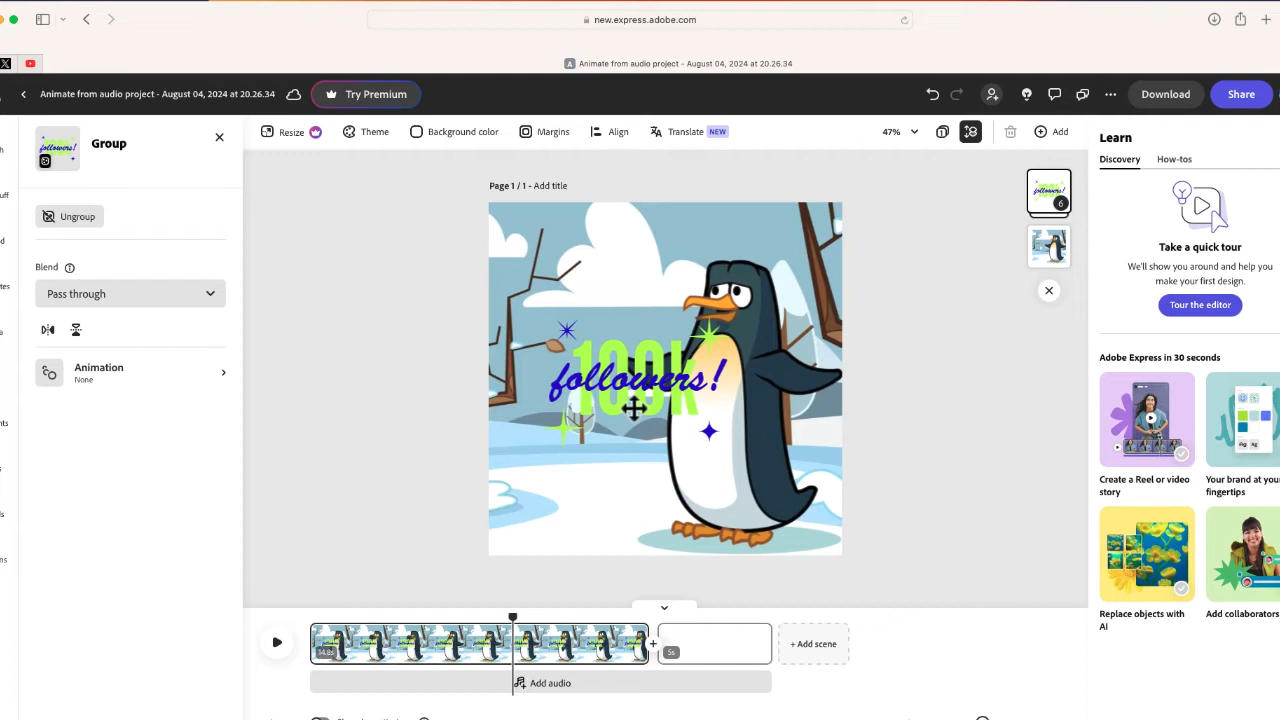 new.express.adobe.com
Animate from audio project - August 04, 2024 at 20.26.34
Animate from audio project - August 04, 2024 at 20.26.34
Try Premium
Download
Share
followers!
Group
Resize
Theme
Background color
Margins
Align
Translate NEW
47%
Add
Learn
Discovery
How-tos
Ungroup
Blend
Pass through
Animation
None
Page 1 / 1 - Add title
100k
followers!
6
Take a quick tour
We'll show you around and help you
make your first design.
Tour the editor
Adobe Express in 30 seconds
Create a Reel or video
story
Your brand at your
fingertips
Replace objects with
AI
Add collaborators
14.8s
5s
+ Add scene
Add audio